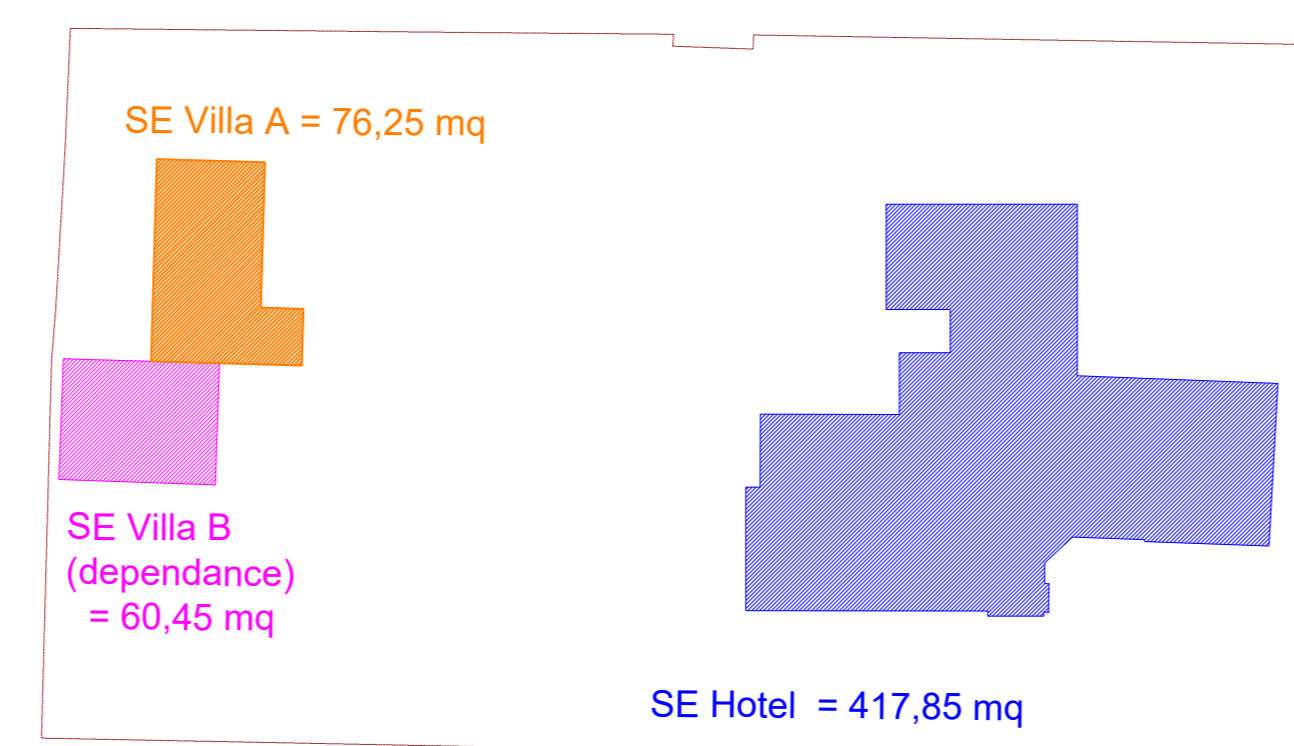 SE Villa A = 76,25 mq
SE Villa B
(dependance)
= 60,45 mq
SE Hotel = 417,85 mq